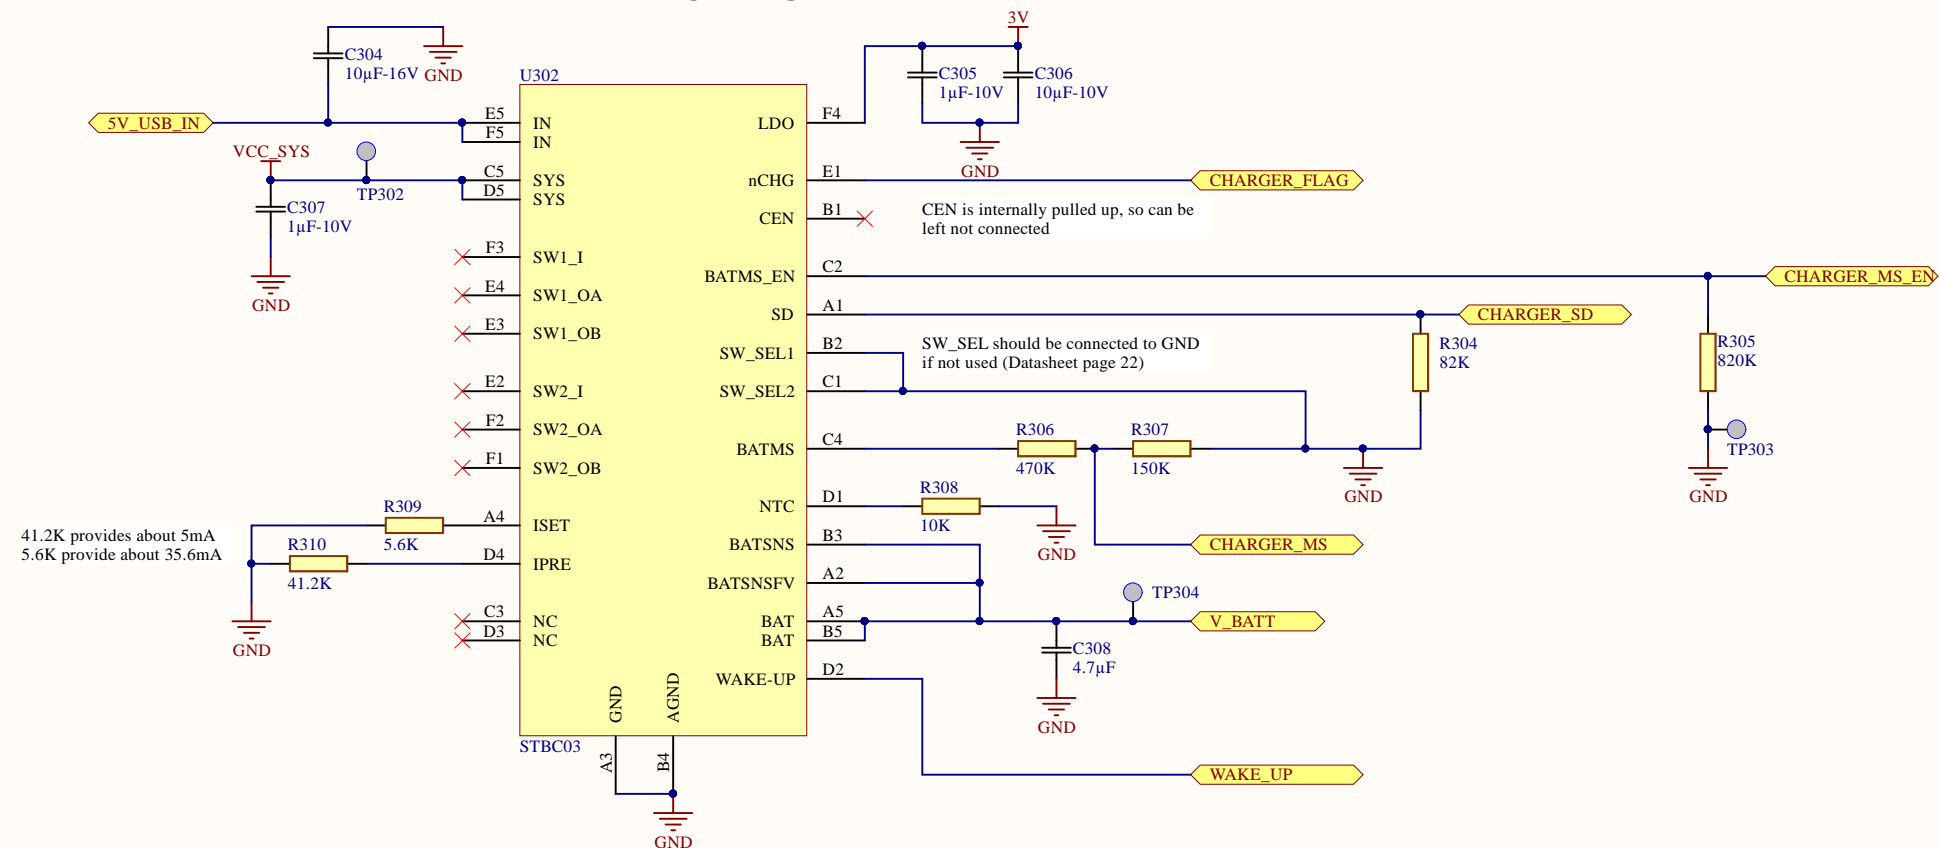 3V
C304
10µF-16V
GND
C305
1µF-10V
C306
10µF-10V
U302
5V_USB_IN
E5
IN
F5
IN
LDO
F4
GND
VCC_SYS
TP302
C5
SYS
D5
SYS
nCHG
E1
CHARGER_FLAG
C307
1µF-10V
GND
CEN
B1
CEN is internally pulled up, so can be
left not connected
F3
SW1_I
E4
SW1_OA
E3
SW1_OB
BATMS_EN
C2
CHARGER_MS_EN
SD
A1
CHARGER_SD
SW_SEL1
B2
SW_SEL should be connected to GND
if not used (Datasheet page 22)
R304
82K
R305
820K
E2
SW2_I
SW_SEL2
C1
F2
SW2_OA
F1
SW2_OB
BATMS
C4
R306
470K
R307
150K
GND
TP303
GND
NTC
D1
R308
10K
GND
41.2K provides about 5mA
5.6K provide about 35.6mA
R309
5.6K
A4
ISET
R310
41.2K
D4
IPRE
GND
BATSNS
B3
CHARGER_MS
BATSNSFV
A2
TP304
C3
NC
D3
NC
BAT
A5
BAT
B5
V_BATT
C308
4.7µF
GND
WAKE-UP
D2
WAKE_UP
GND
AGND
STBC03
A3
B4
GND